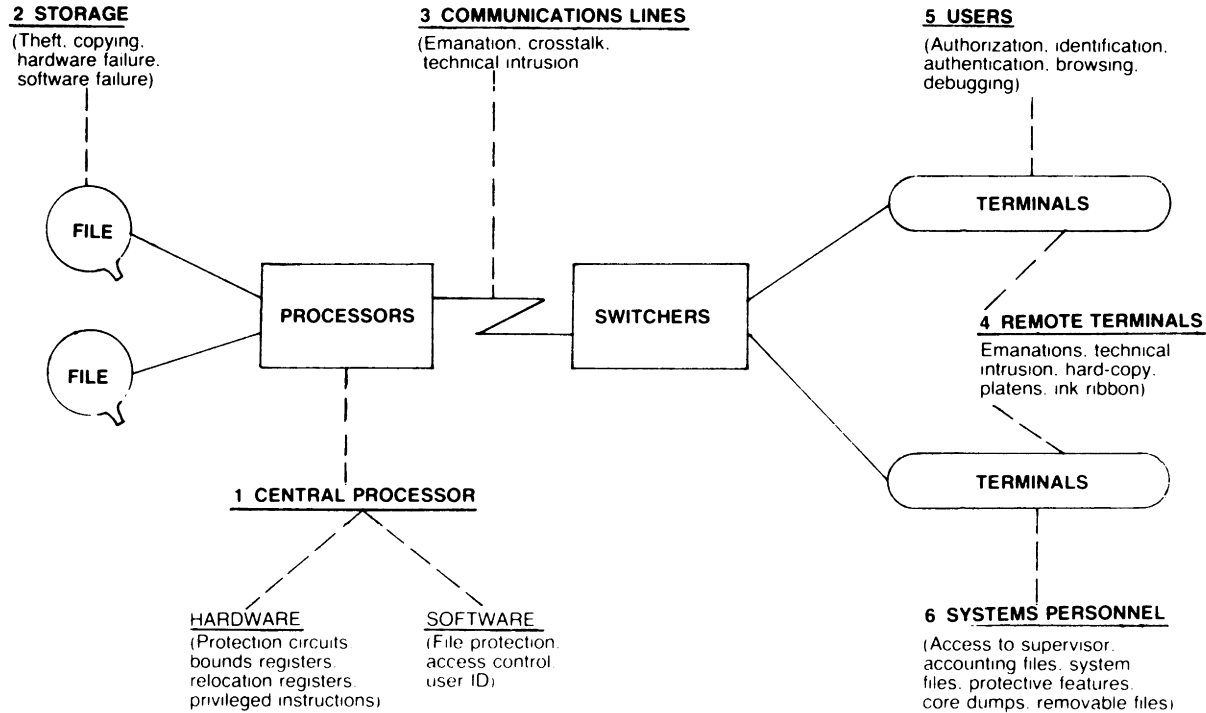 2 STORAGE
(Theft, copying,
hardware failure,
software failure)
3 COMMUNICATIONS LINES
(Emanation, crosstalk,
technical intrusion
5 USERS
(Authorization, identification,
authentication, browsing,
debugging)
FILE
TERMINALS
PROCESSORS
SWITCHERS
4 REMOTE TERMINALS
Emanations, technical
intrusion, hard-copy,
platens, ink ribbon)
FILE
TERMINALS
1 CENTRAL PROCESSOR
HARDWARE
(Protection circuits
bounds registers,
relocation registers,
privileged instructions)
SOFTWARE
(File protection,
access control,
user ID)
6 SYSTEMS PERSONNEL
(Access to supervisor,
accounting files, system
files, protective features,
core dumps, removable files)